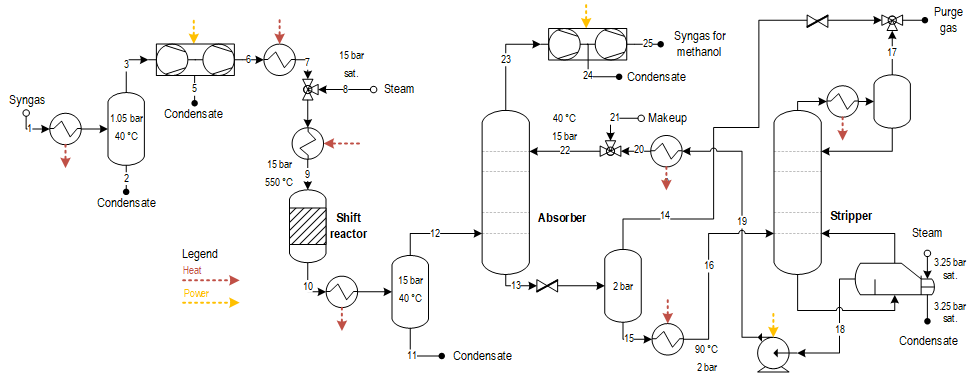 Syngas
1
1.05 bar
40 °C
2
Condensate
3
5
Condensate
6
7
15 bar
sat.
8
Steam
15 bar
550 °C
9
Shift
reactor
10
Legend
Heat
Power
15 bar
40 °C
11
Condensate
12
Absorber
13
23
24
Condensate
25
Syngas for
methanol
40 °C
15 bar
21
Makeup
22
20
14
2 bar
15
90 °C
2 bar
16
19
17
Purge
gas
Stripper
Steam
3.25 bar
sat.
3.25 bar
sat.
Condensate
18